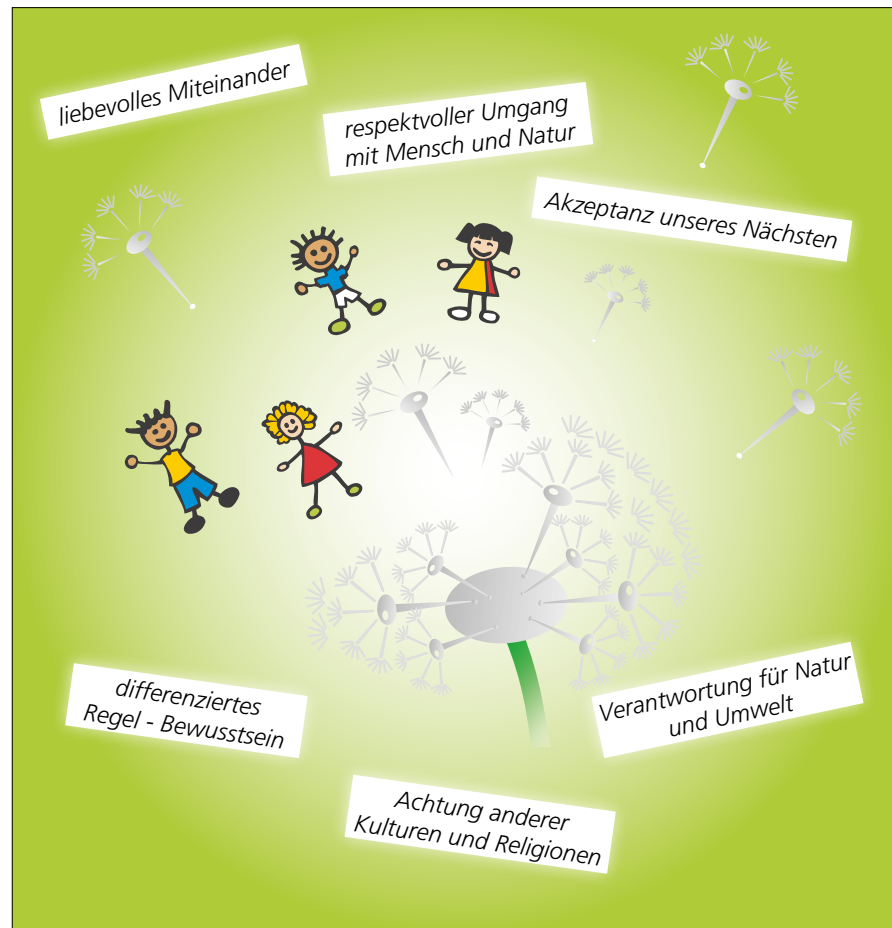 liebevolles Miteinander
respektvoller Umgang
mit Mensch und Natur
Akzeptanz unseres Nächsten
differenziertes
Regel - Bewusstsein
Verantwortung für Natur
und Umwelt
Achtung anderer
Kulturen und Religionen